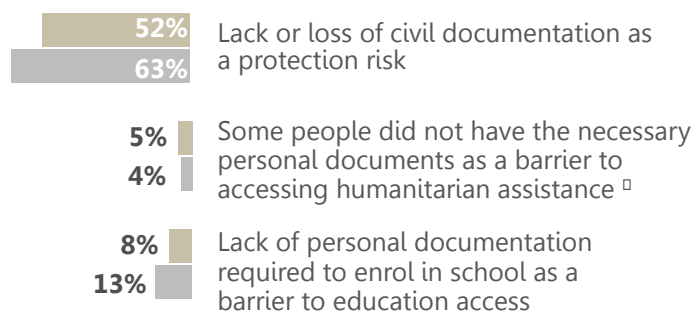 52%
63%
Lack or loss of civil documentation as
a protection risk
5%
4%
Some people did not have the necessary
personal documents as a barrier to
accessing humanitarian assistance
8%
13%
Lack of personal documentation
required to enrol in school as a
barrier to education access